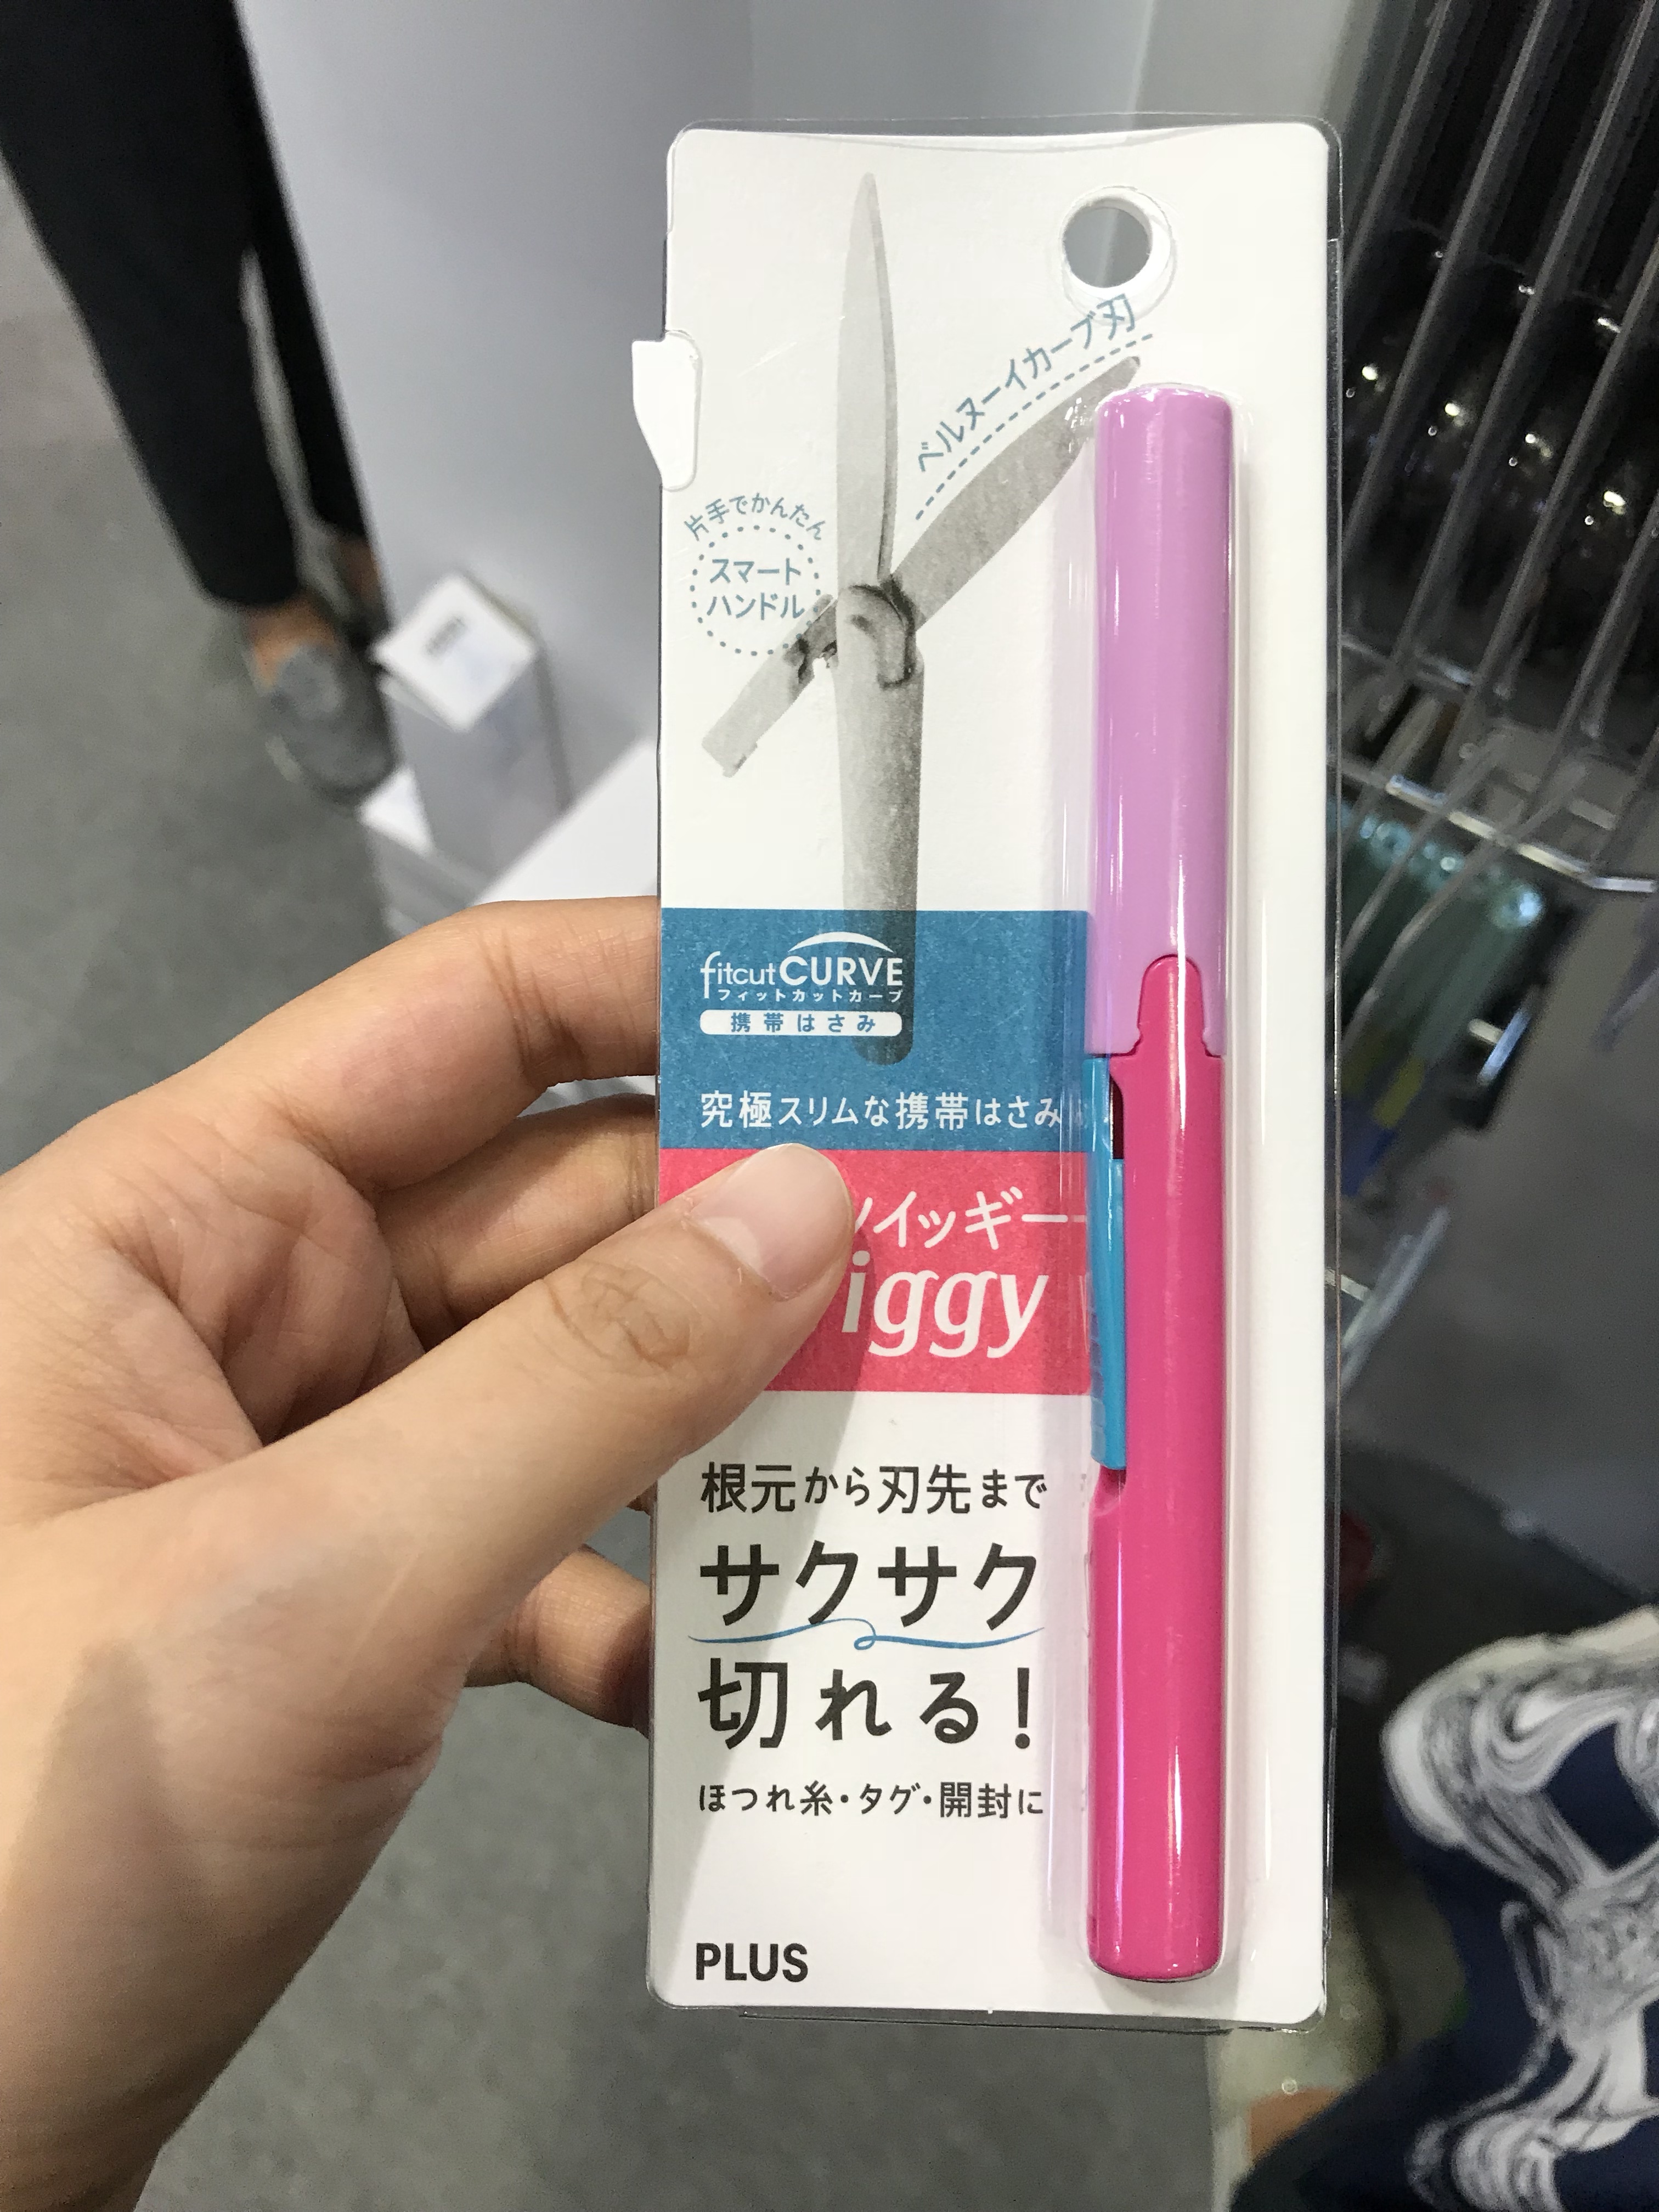 ベルヌーイカーブ刃
片手でかんたん
スマート
ハンドル
fitcut CURVE
フィットカットカーブ
携帯はさみ
究極スリムな携帯はさみ
イッギー
iggy
根元から刃先まで
サクサク
切れる!
ほつれ糸・タグ・開封に
PLUS